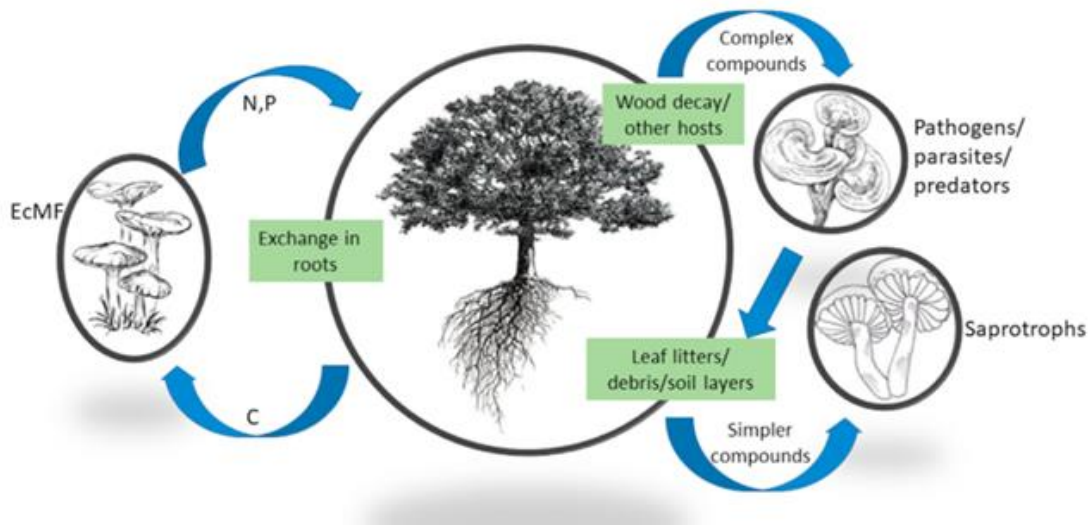 Complex
compounds
N,P
Wood decay/
other hosts
Pathogens/
parasites/
predators
EcMF
Exchange in
roots
Saprotrophs
Leaf litters/
debris/soil layers
C
Simpler
compounds